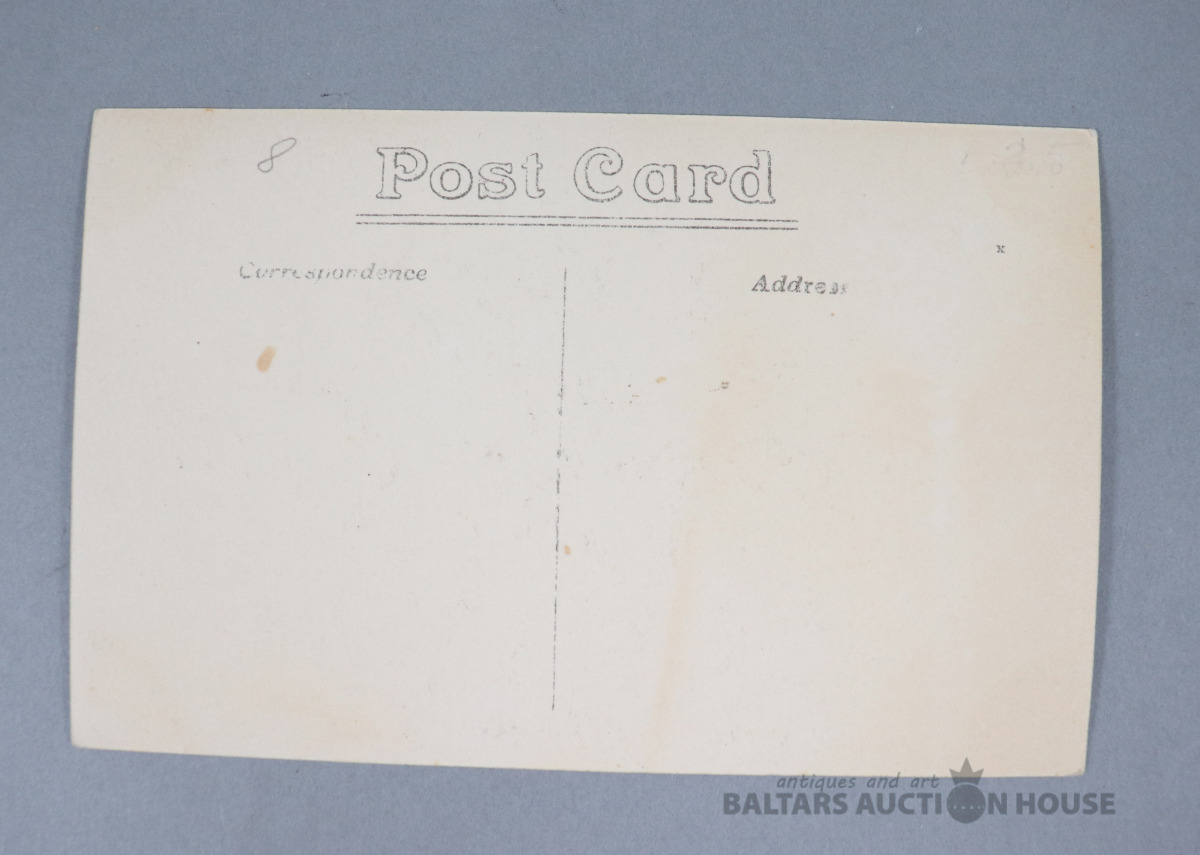 8
Post Card
x
Correspondence
Address
antiques and art
BALTARS AUCTION HOUSE